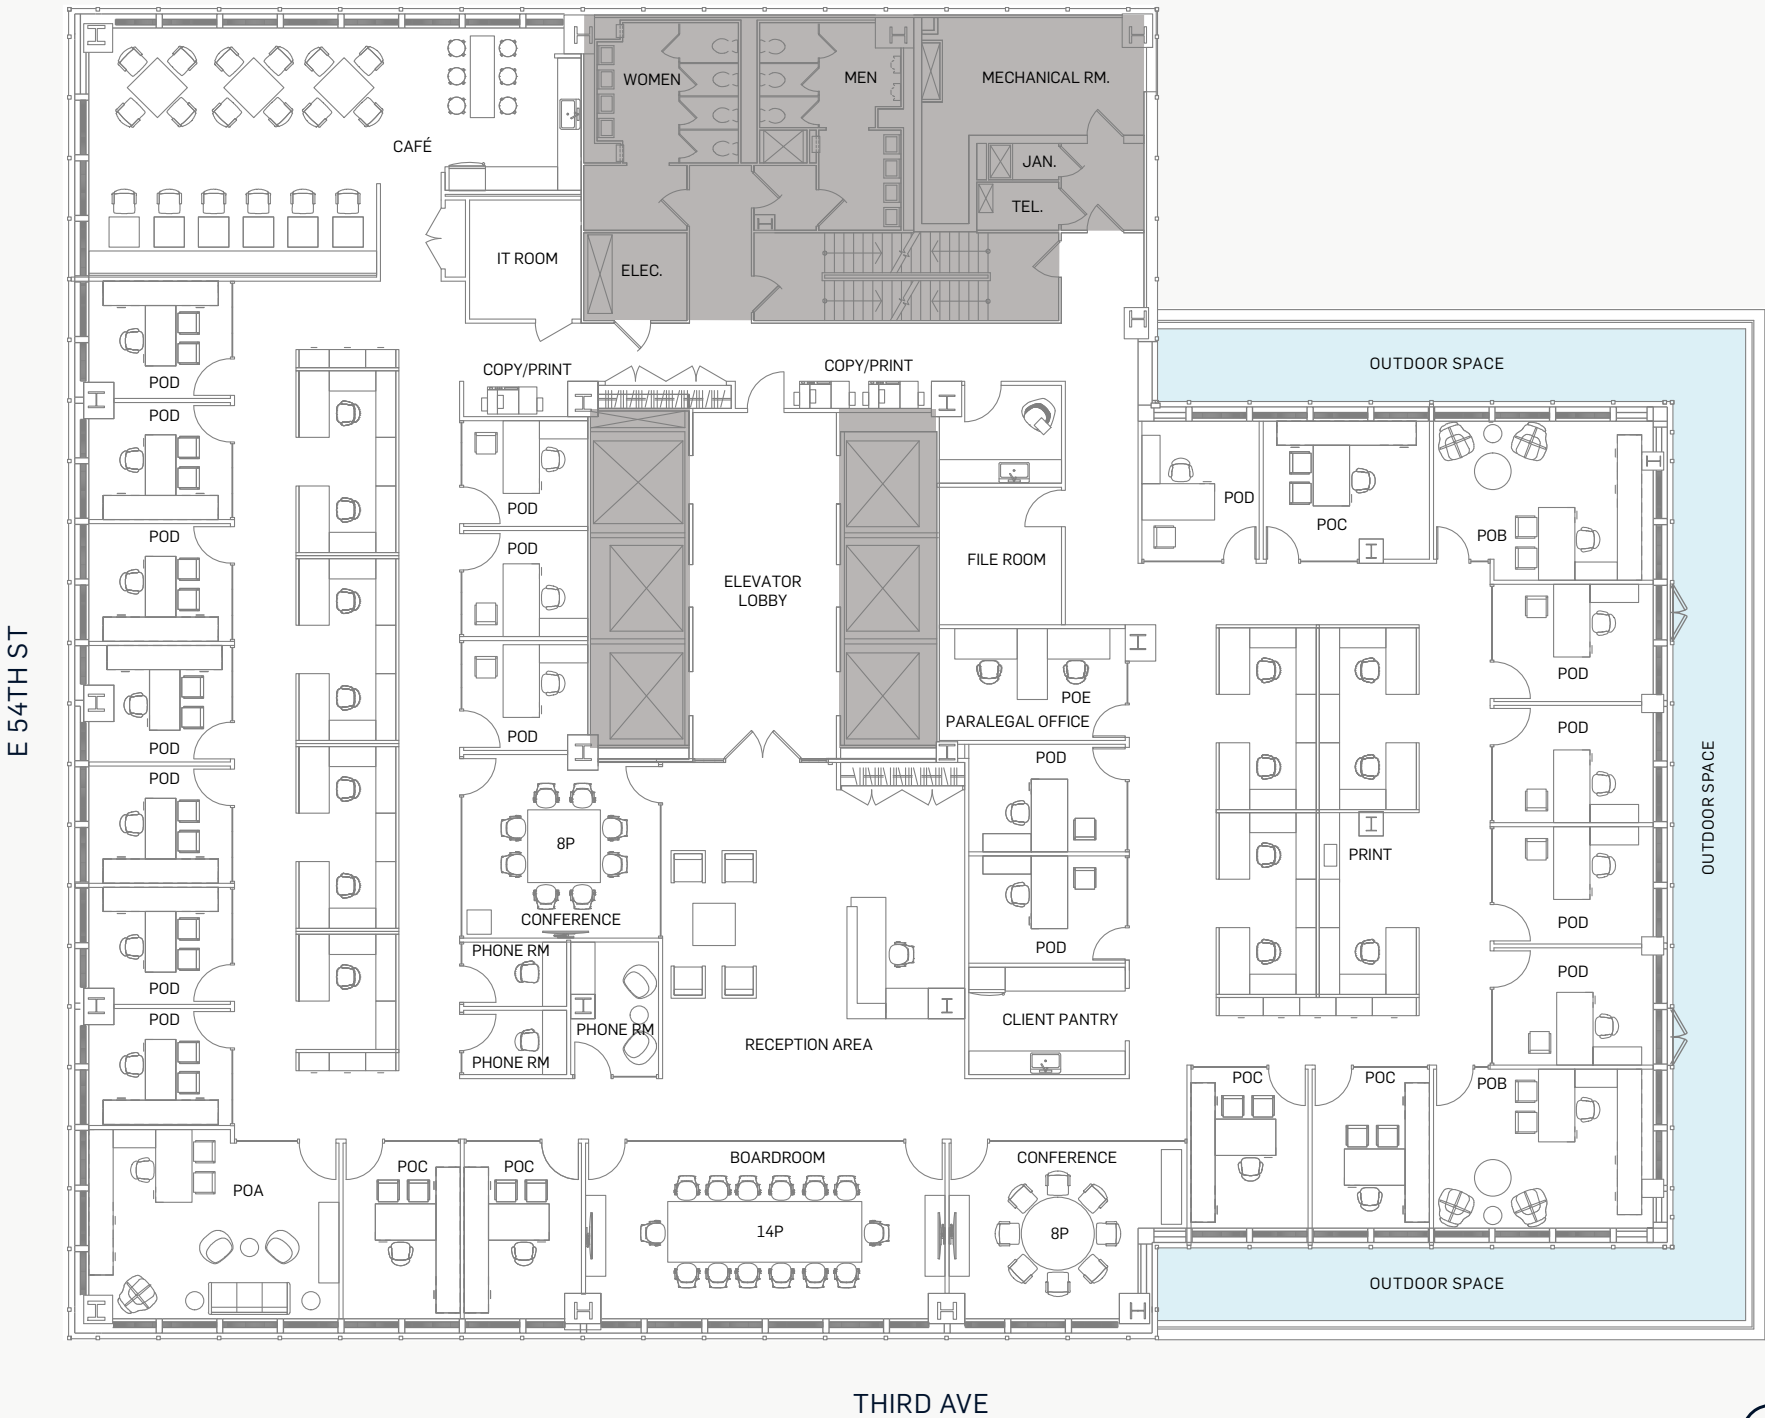 WOMEN
MEN
MECHANICAL RM.
CAFÉ
JAN.
TEL.
IT ROOM
ELEC.
COPY/PRINT
COPY/PRINT
OUTDOOR SPACE
POD
POD
POD
POD
POD
POD
POD
POD
POD
POD
ELEVATOR
LOBBY
FILE ROOM
POD
POC
POB
POE
PARALEGAL OFFICE
POD
POD
POD
POD
POD
POD
PRINT
OUTDOOR SPACE
E 54TH ST
8P
CONFERENCE
PHONE RM
PHONE RM
PHONE RM
RECEPTION AREA
CLIENT PANTRY
POC
POC
POB
POA
POC
POC
BOARDROOM
14P
CONFERENCE
8P
OUTDOOR SPACE
THIRD AVE